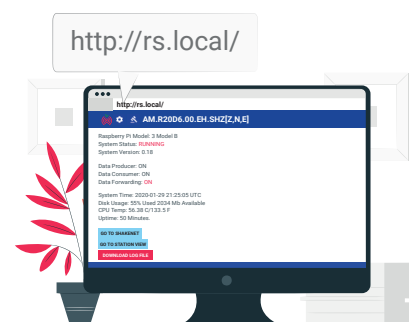 http://rs.local/
http://rs.local/
AM.R20D6.00.EH.SHZ[Z,N,E]
Raspberry Pi Model: 3 Model B
System Status: RUNNING
System Version: 0.18
Data Producer: ON
Data Consumer: ON
Data Forwarding: ON
System Time: 2020-01-29 21:25:05 UTC
Disk Usage: 55% Used 2034 Mb Available
CPU Temp: 56.38 C/133.5 F
Uptime: 50 Minutes.
GO TO SHAKENET
GO TO STATION VIEW
DOWNLOAD LOG FILE